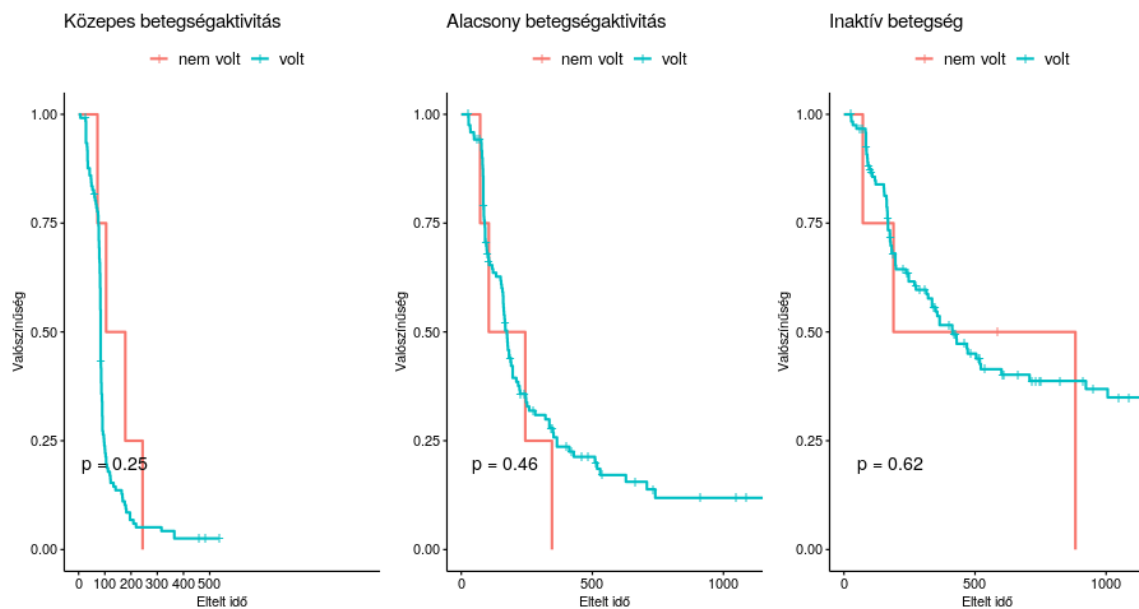 Közepes betegségaktivitás
nem volt volt
Valószínűség
1.00
0.75
0.50
0.25
0.00
p = 0.25
0 100 200 300 400 500
Eltelt idő
Alacsony betegségaktivitás
nem volt volt
Valószínűség
1.00
0.75
0.50
0.25
0.00
p = 0.46
0 500 1000
Eltelt idő
Inaktív betegség
nem volt volt
Valószínűség
1.00
0.75
0.50
0.25
0.00
p = 0.62
0 500 1000
Eltelt idő